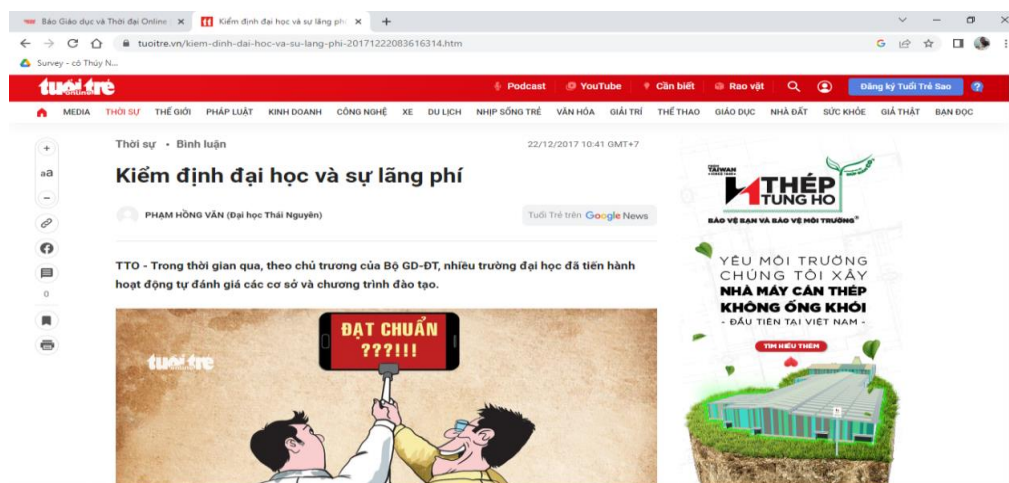 Báo Giáo dục và Thời đại Online
Kiểm định đại học và sự lãng phí
tuoitre.vn/kiem-dinh-dai-hoc-va-su-lang-phi-20171222083616314.htm
Survey - cô Thúy N...
tuổi trẻ
ONLINE
Podcast YouTube Cần biết Rao vặt Đăng ký Tuổi Trẻ Sao
MEDIA THỜI SỰ THẾ GIỚI PHÁP LUẬT KINH DOANH CÔNG NGHỆ XE DU LỊCH NHỊP SỐNG TRẺ VĂN HÓA GIẢI TRÍ THỂ THAO GIÁO DỤC NHÀ ĐẤT SỨC KHỎE GIẢ THẬT BẠN ĐỌC
Thời sự • Bình luận 22/12/2017 10:41 GMT+7
aa
Kiểm định đại học và sự lãng phí
PHẠM HỒNG VÂN (Đại học Thái Nguyên) Tuổi Trẻ trên Google News
TTO - Trong thời gian qua, theo chủ trương của Bộ GD-ĐT, nhiều trường đại học đã tiến hành
hoạt động tự đánh giá các cơ sở và chương trình đào tạo.
0
ĐẠT CHUẨN
???!!!
tuổi trẻ
TAIWAN
THÉP
TUNG HO
BẢO VỆ BẠN VÀ BẢO VỆ MÔI TRƯỜNG
YÊU MÔI TRƯỜNG
CHÚNG TÔI XÂY
NHÀ MÁY CÁN THÉP
KHÔNG ỐNG KHÓI
- ĐẦU TIÊN TẠI VIỆT NAM -
TÌM HIỂU THÊM